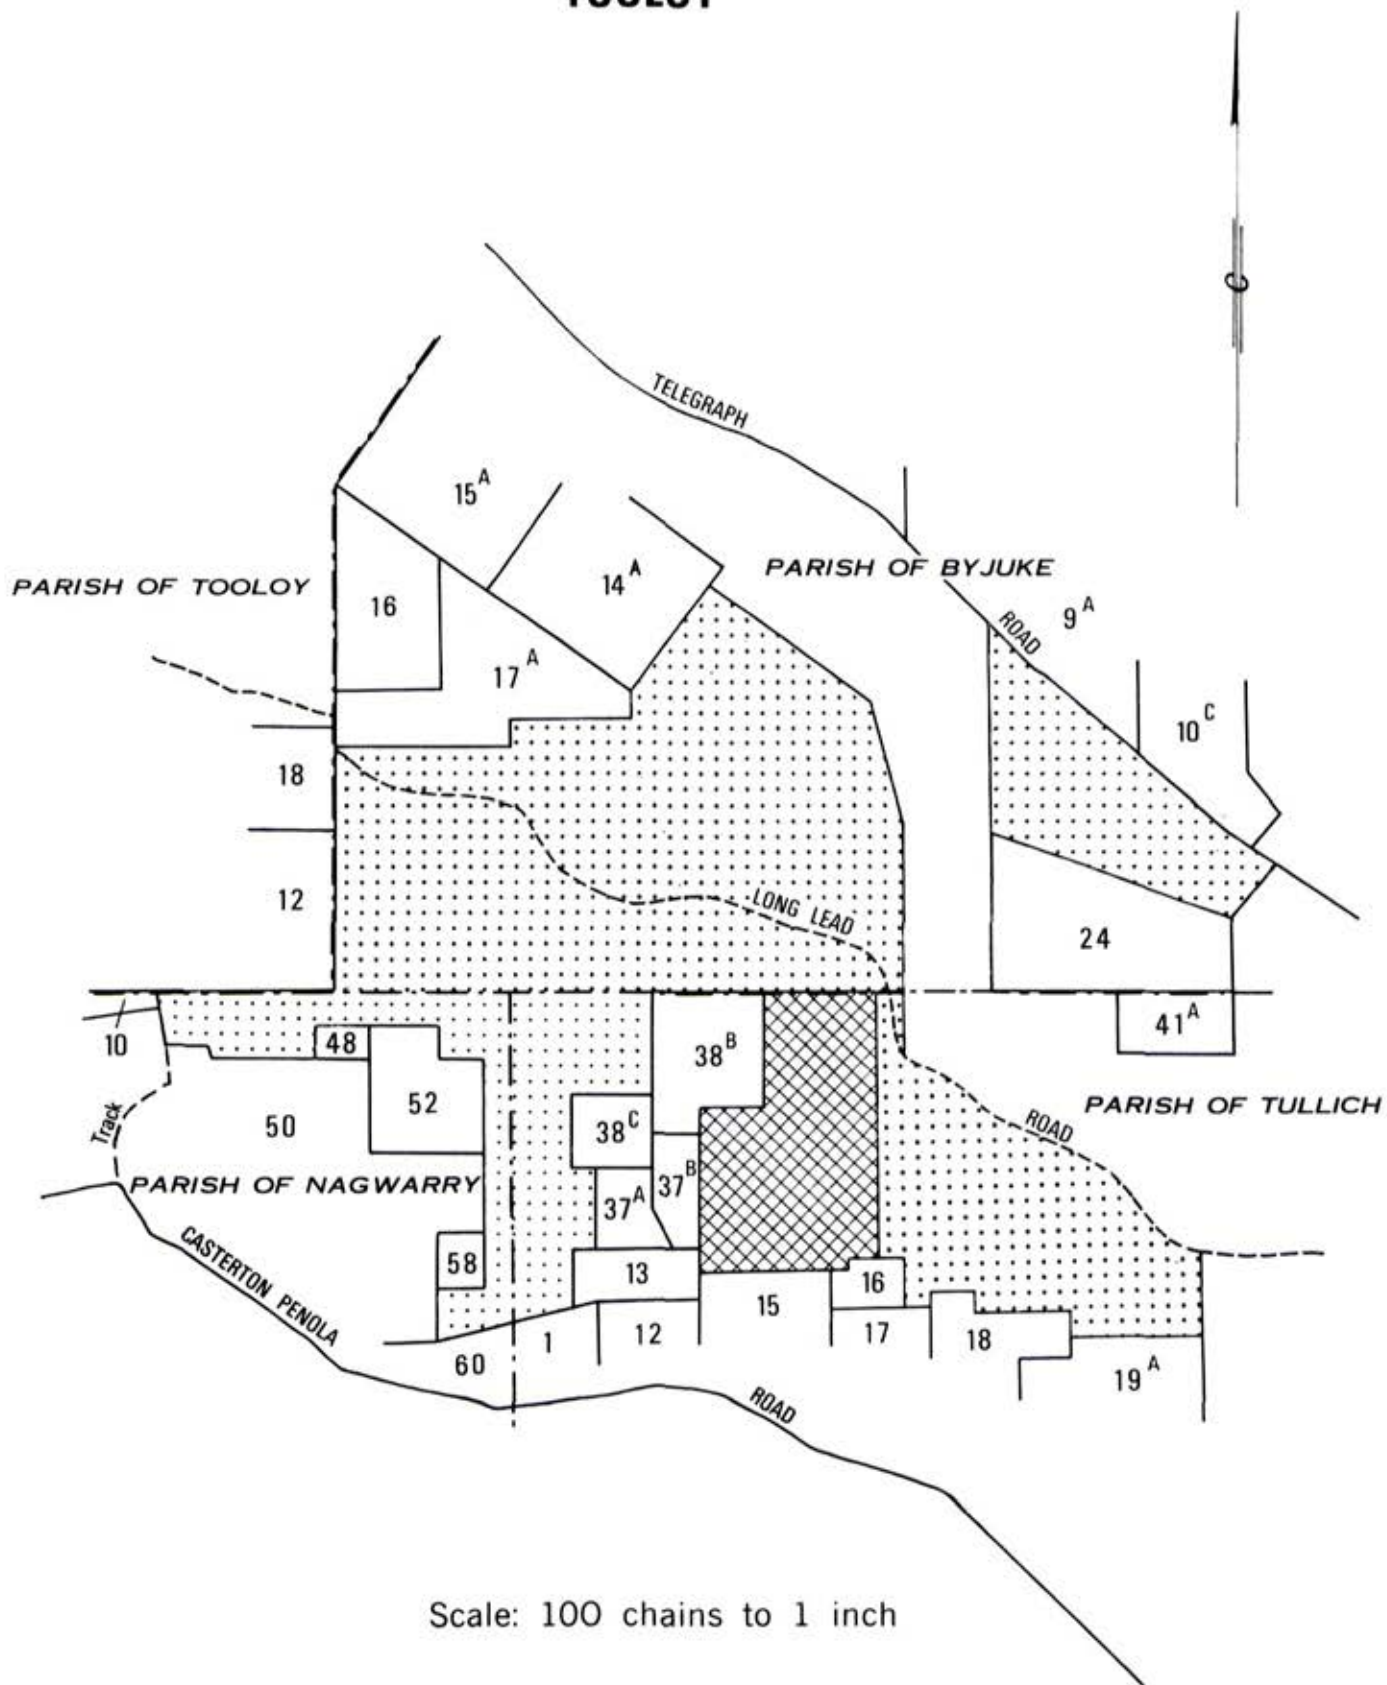 TELEGRAPH
15A
14A
PARISH OF BYJUKE
PARISH OF TOOLOY
16
9A
ROAD
17A
10C
18
12
LONG LEAD
24
10
48
38B
41A
52
Track
50
38C
ROAD
PARISH OF TULLICH
PARISH OF NAGWARRY
37A
37B
CASTERTON PENOLA
58
13
16
15
1
12
17
18
60
19A
ROAD
Scale: 100 chains to 1 inch